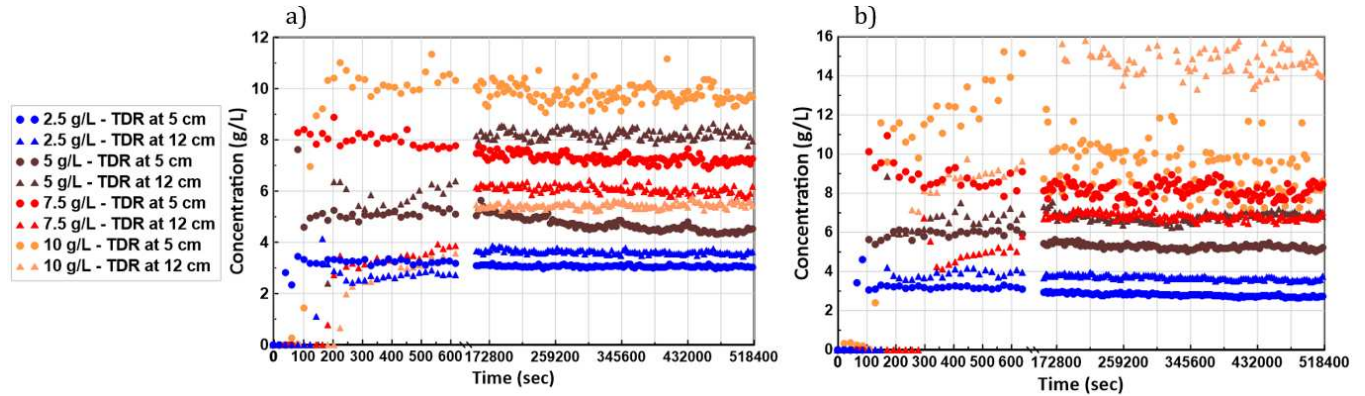 a)
b)
2.5 g/L - TDR at 5 cm
2.5 g/L - TDR at 12 cm
5 g/L - TDR at 5 cm
5 g/L - TDR at 12 cm
7.5 g/L - TDR at 5 cm
7.5 g/L - TDR at 12 cm
10 g/L - TDR at 5 cm
10 g/L - TDR at 12 cm
Concentration (g/L)
12
10
8
6
4
2
0
0 100 200 300 400 500 600 172800 259200 345600 432000 518400
Time (sec)
Concentration (g/L)
16
14
12
10
8
6
4
2
0
0 100 200 300 400 500 600 172800 259200 345600 432000 518400
Time (sec)